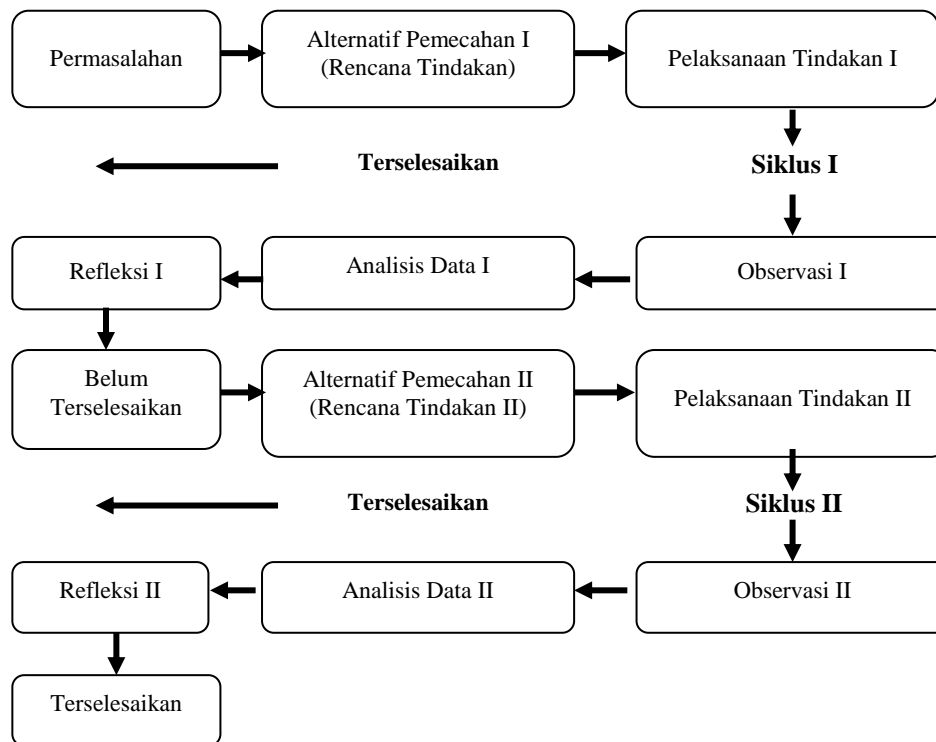 Permasalahan
Alternatif Pemecahan I
(Rencana Tindakan)
Pelaksanaan Tindakan I
Terselesaikan
Siklus I
Refleksi I
Analisis Data I
Observasi I
Belum
Terselesaikan
Alternatif Pemecahan II
(Rencana Tindakan II)
Pelaksanaan Tindakan II
Terselesaikan
Siklus II
Refleksi II
Analisis Data II
Observasi II
Terselesaikan